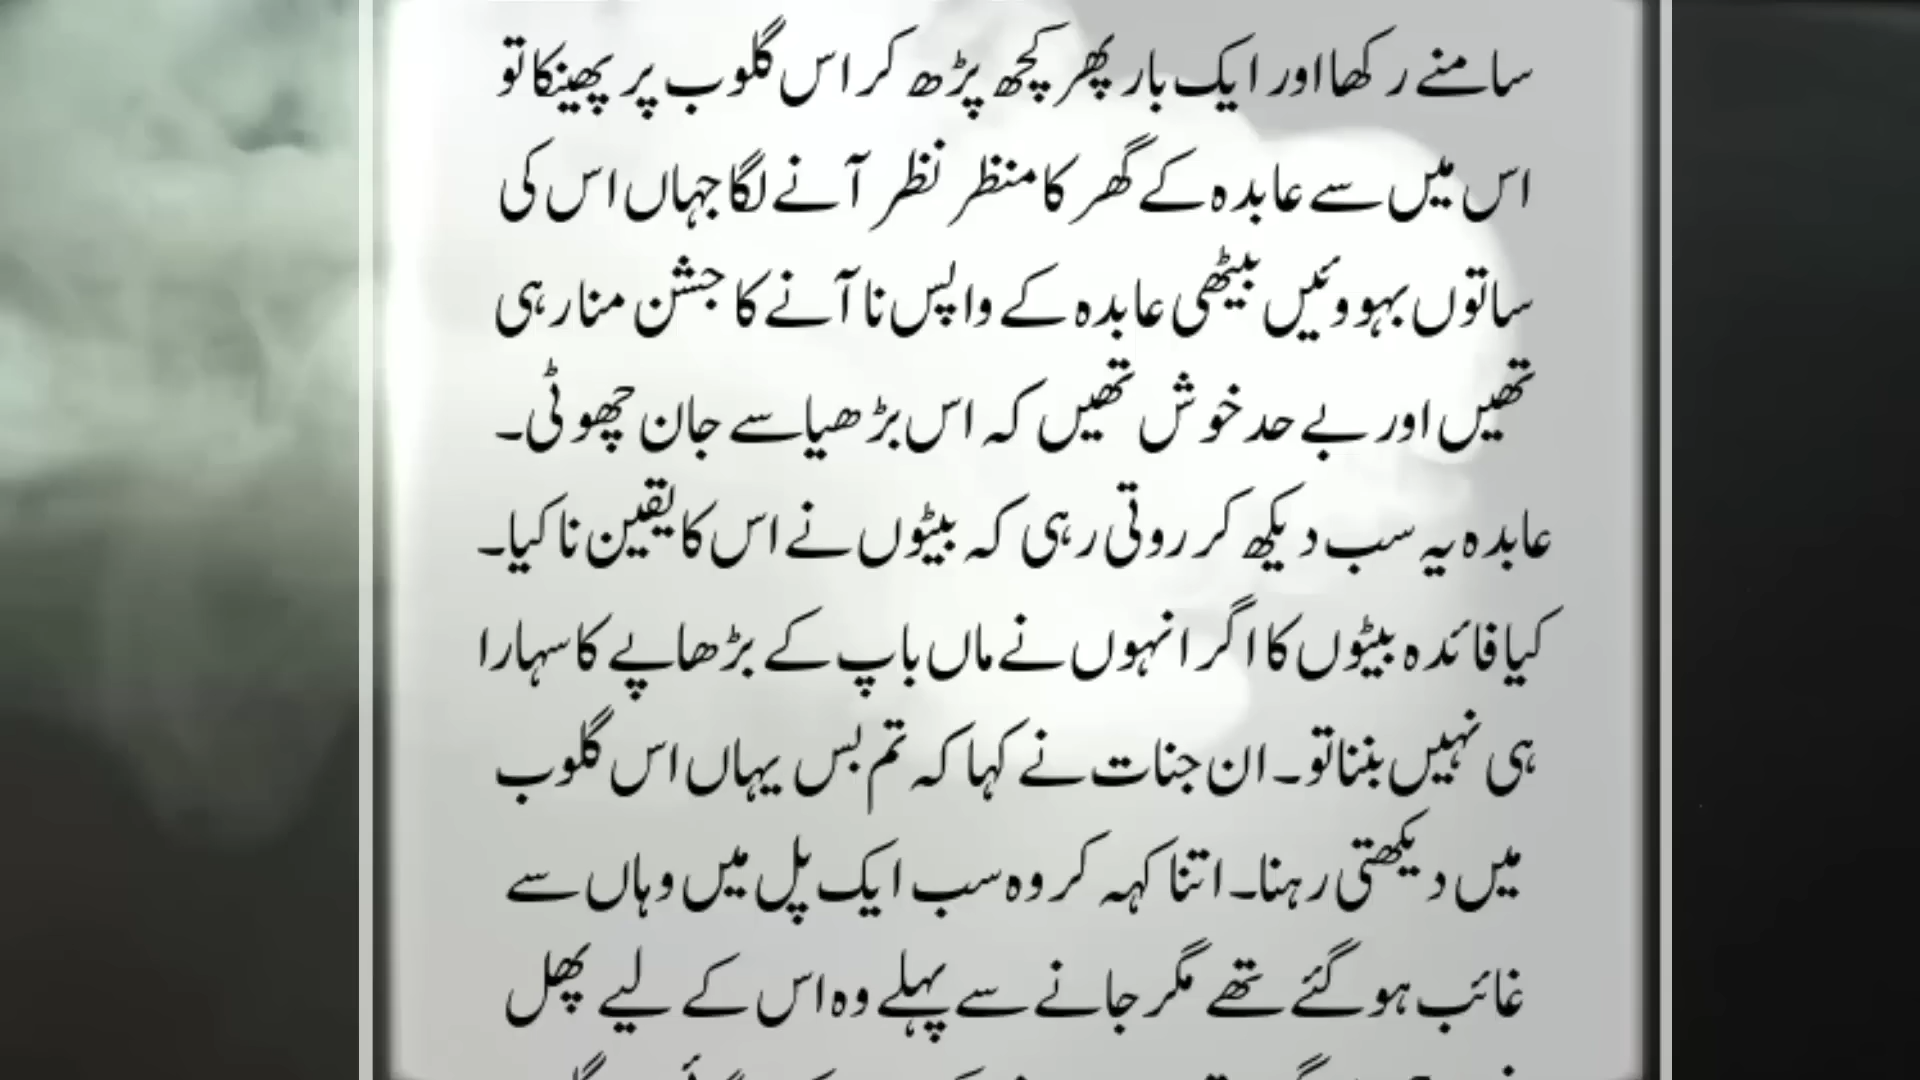 سامنے رکھا اور ایک بار پھر کچھ پڑھ کر اس گلوب پر پھینکا تو
اس میں سے عابدہ کے گھر کا منظر نظر آنے لگا جہاں اس کی
ساتوں بہوویئں بیٹھی عابدہ کے واپس نا آنے کا جشن منا رہی
تھیں اور بے حد خوش تھیں کہ اس بڑھیا سے جان چھوٹی۔
عابدہ یہ سب دیکھ کر روتی رہی کہ بیٹوں نے اس کا یقین نا کیا۔
کیا فائدہ بیٹوں کا اگر انہوں نے ماں باپ کے بڑھاپے کا سہارا
ہی نہیں بننا تو۔ ان جنات نے کہا کہ تم بس یہاں اس گلوب
میں دیکھتی رہنا۔ اتنا کہہ کر وہ سب ایک پل میں وہاں سے
غائب ہو گئے تھے مگر جانے سے پہلے وہ اس کے لیے پھل